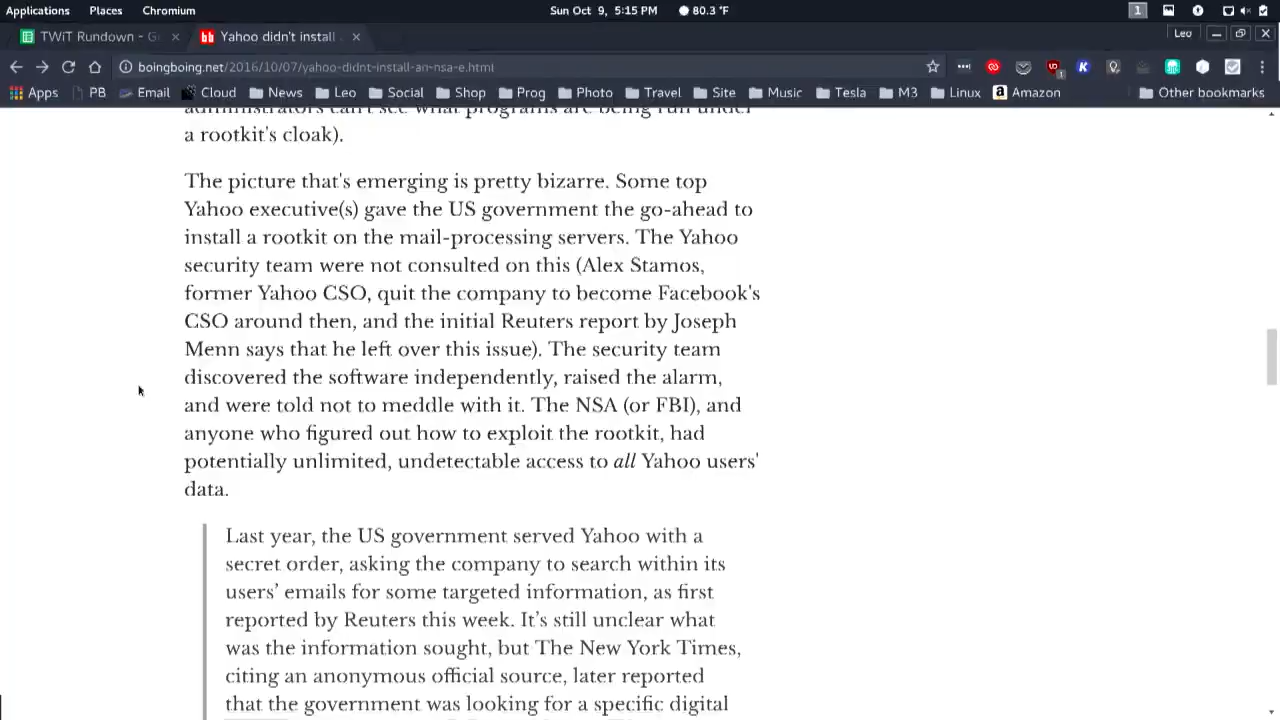 Applications Places Chromium Sun Oct 9, 5:15 PM 80.3 °F 1
TWiT Rundown - G Yahoo didn't install Leo
boingboing.net/2016/10/07/yahoo-didnt-install-an-nsa-e.html
Apps PB Email Cloud News Leo Social Shop Prog Photo Travel Site Music Tesla M3 Linux Amazon Other bookmarks
administrators can't see what programs are being run under
a rootkit's cloak).
The picture that's emerging is pretty bizarre. Some top
Yahoo executive(s) gave the US government the go-ahead to
install a rootkit on the mail-processing servers. The Yahoo
security team were not consulted on this (Alex Stamos,
former Yahoo CSO, quit the company to become Facebook's
CSO around then, and the initial Reuters report by Joseph
Menn says that he left over this issue). The security team
discovered the software independently, raised the alarm,
and were told not to meddle with it. The NSA (or FBI), and
anyone who figured out how to exploit the rootkit, had
potentially unlimited, undetectable access to all Yahoo users'
data.
Last year, the US government served Yahoo with a
secret order, asking the company to search within its
users’ emails for some targeted information, as first
reported by Reuters this week. It’s still unclear what
was the information sought, but The New York Times,
citing an anonymous official source, later reported
that the government was looking for a specific digital